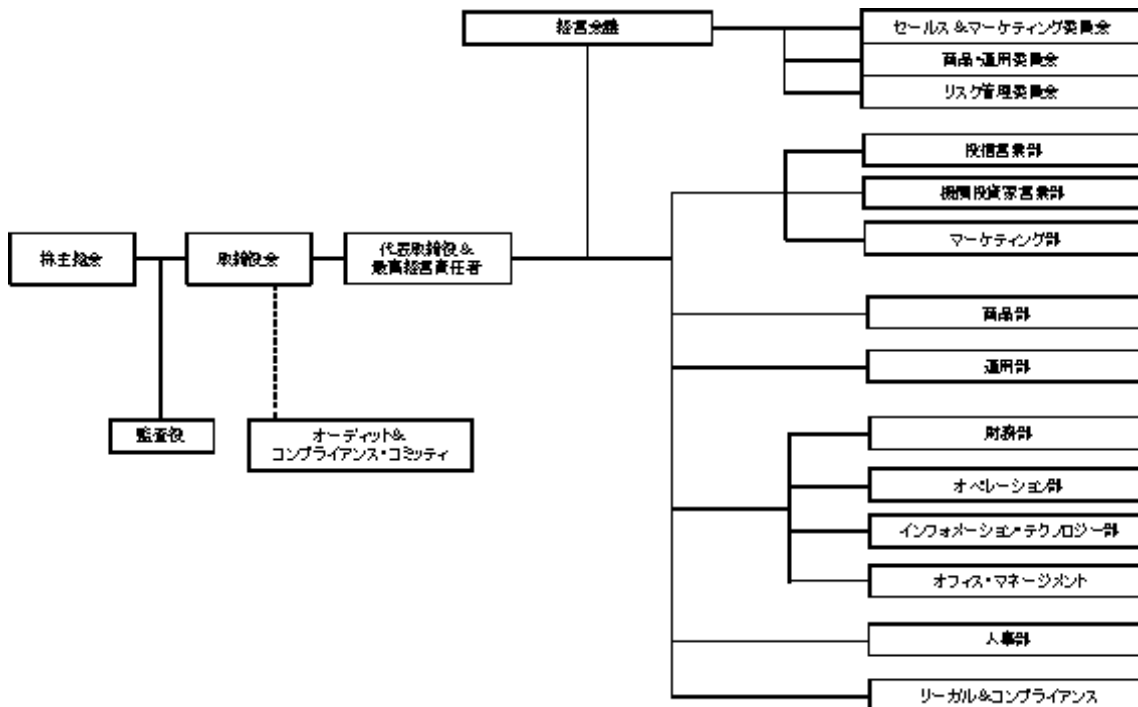 経営会議
セールス&マーケティング委員会
商品・運用委員会
リスク管理委員会
投信営業部
機関投資家営業部
マーケティング部
株主総会
取締役会
代表取締役&
最高経営責任者
商品部
運用部
監査役
オーディット&
コンプライアンス・コミッティ
財務部
オペレーション部
インフォメーション・テクノロジー部
オフィス・マネージメント
人事部
リーガル&コンプライアンス